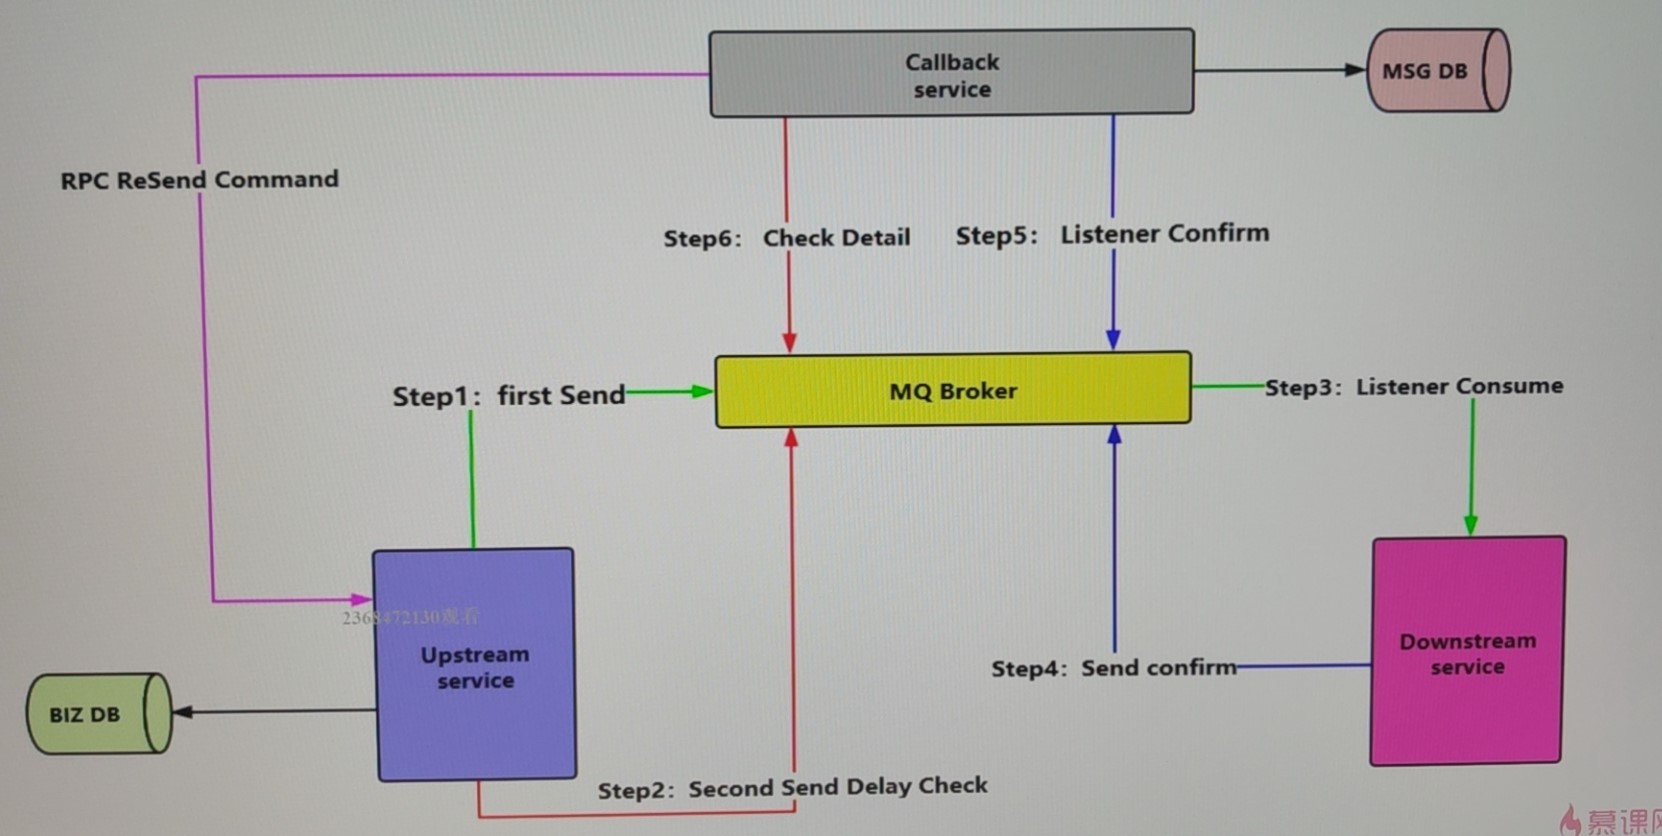 Callback
service
MSG DB
RPC ReSend Command
Step6: Check Detail
Step5: Listener Confirm
Step1: first Send
MQ Broker
Step3: Listener Consume
2368472130观看
Upstream
service
Downstream
service
Step4: Send confirm
BIZ DB
Step2: Second Send Delay Check
慕课网